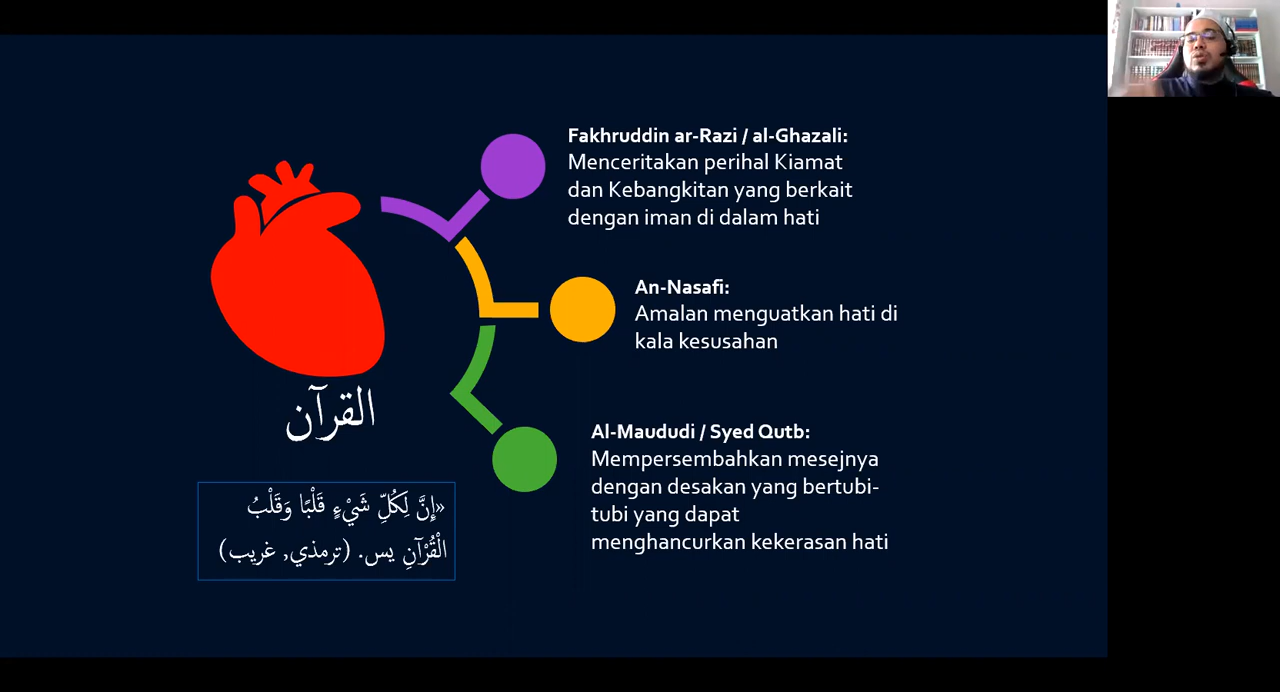 Fakhruddin ar-Razi / al-Ghazali:
Menceritakan perihal Kiamat
dan Kebangkitan yang berkait
dengan iman di dalam hati
An-Nasafi:
Amalan menguatkan hati di
kala kesusahan
Al-Maududi / Syed Qutb:
Mempersembahkan mesejnya
dengan desakan yang bertubi-
tubi yang dapat
menghancurkan kekerasan hati
القرآن
«إِنَّ لِكُلِّ شَيْءٍ قَلْبًا وَقَلْبُ
الْقُرْآنِ يس. (ترمذي, غريب)